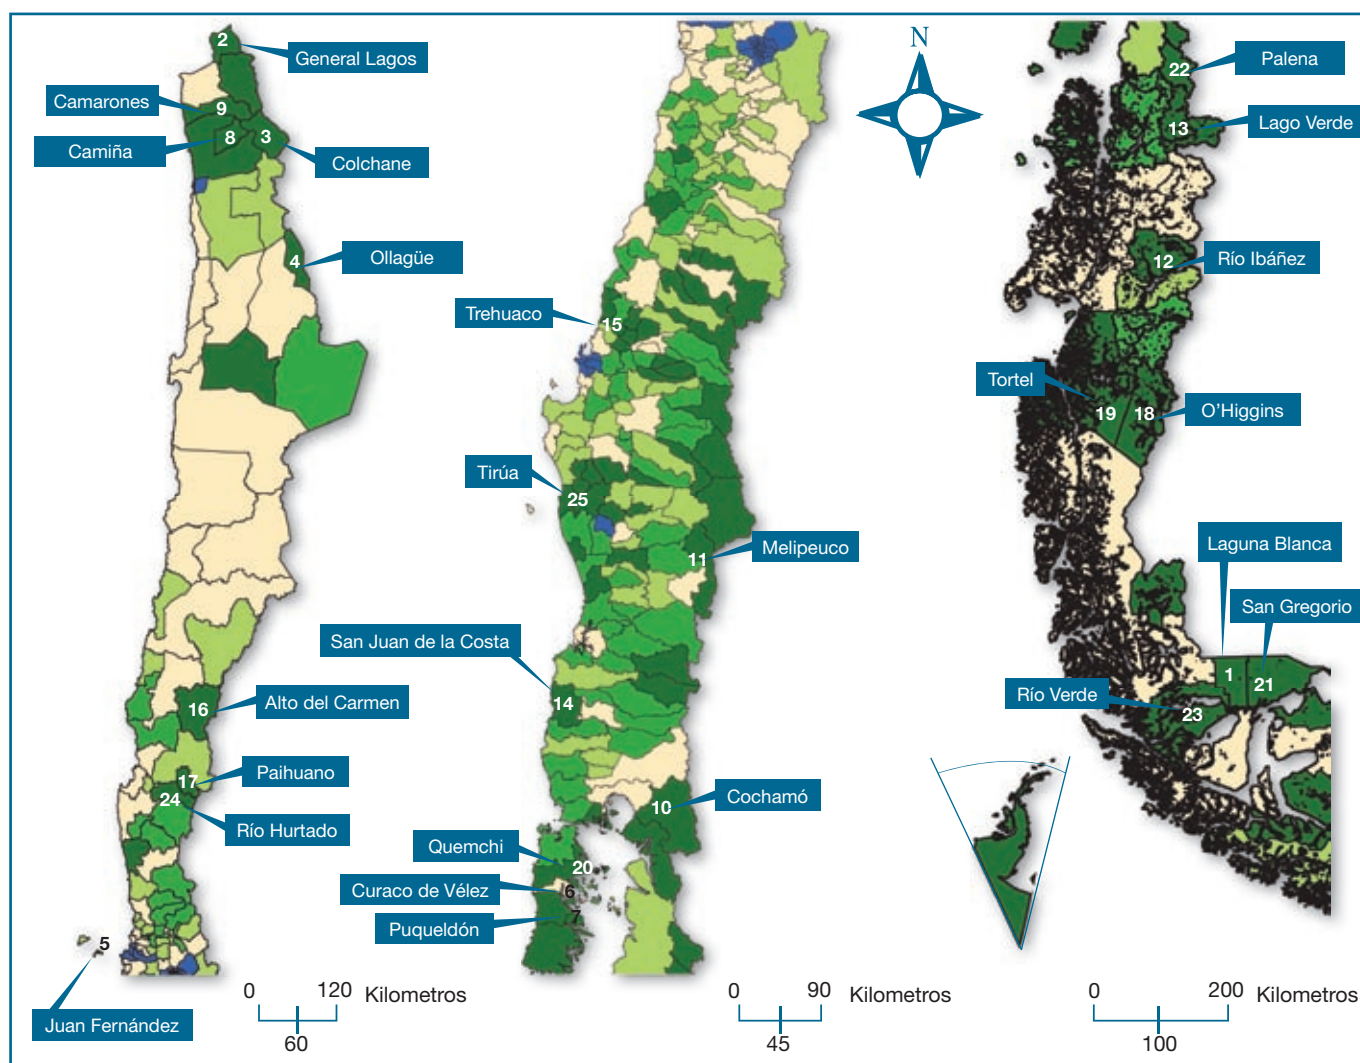 2
General Lagos
Camarones
9
Camiña
8
3
Colchane
4
Ollagüe
16
Alto del Carmen
17
Paihuano
24
Río Hurtado
5
Juan Fernández
0
120
Kilometros
60
N
Trehuaco
15
Tirúa
25
11
Melipeuco
San Juan de la Costa
14
10
Cochamó
Quemchi
20
Curaco de Vélez
6
Puqueldón
7
0
90
Kilometros
45
22
Palena
13
Lago Verde
12
Río Ibáñez
Tortel
19
18
O'Higgins
Laguna Blanca
San Gregorio
1
21
Río Verde
23
0
200
Kilometros
100